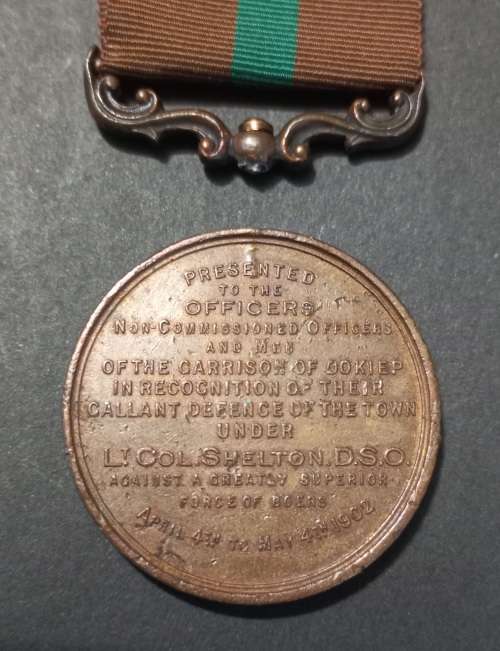 PRESENTED
TO THE
OFFICERS
NON-COMMISSIONED OFFICERS
AND MEN
OF THE GARRISON OF OOKIEP
IN RECOGNITION OF THEIR
GALLANT DEFENCE OF THE TOWN
UNDER
LT COL. SHELTON. D.S.O.
AGAINST A GREATLY SUPERIOR
FORCE OF BOERS
APRIL 4TH TO MAY 4TH 1902